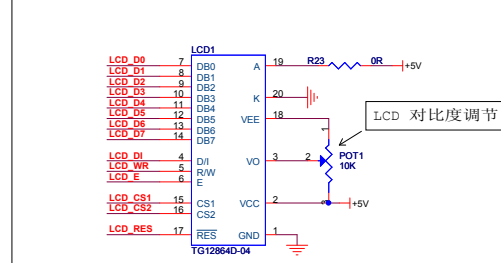 LCD1
LCD_D0 7 DB0 A 19 R23 0R +5V
LCD_D1 8 DB1
LCD_D2 9 DB2
LCD_D3 10 DB3 K 20
LCD_D4 11 DB4
LCD_D5 12 DB5 VEE 18 1 LCD 对比度调节
LCD_D6 13 DB6
LCD_D7 14 DB7
LCD_DI 4 D/I VO 3 2 POT1
LCD_WR 5 R/W 10K
LCD_E 6 E
LCD_CS1 15 CS1 VCC 2 3 +5V
LCD_CS2 16 CS2
LCD_RES 17 RES GND 1
TG12864D-04